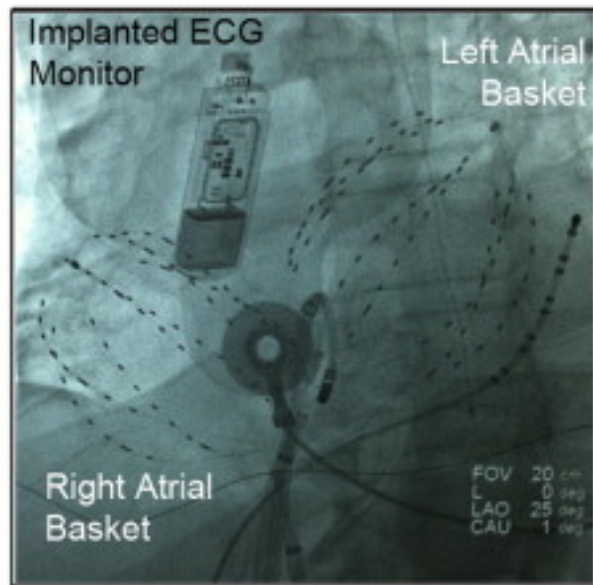 Implanted ECG
Monitor
Left Atrial
Basket
Right Atrial
Basket
FOV 20 cm
L 0 deg
LAO 25 deg
CAU 1 deg